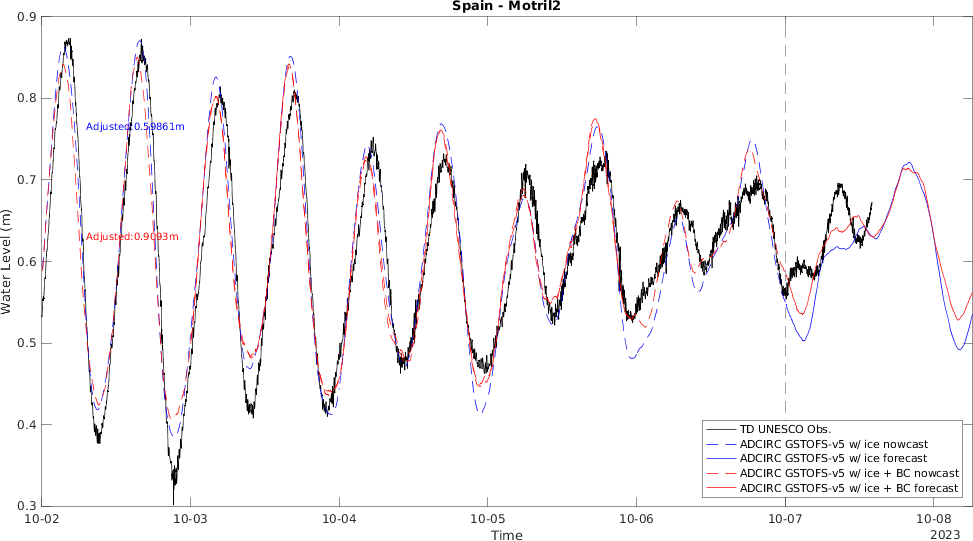 Spain - Motril2
0.9
0.8
0.7
0.6
0.5
0.4
0.3
Water Level (m)
Adjusted:0.59861m
Adjusted:0.9093m
TD UNESCO Obs.
ADCIRC GSTOFS-v5 w/ ice nowcast
ADCIRC GSTOFS-v5 w/ ice forecast
ADCIRC GSTOFS-v5 w/ ice + BC nowcast
ADCIRC GSTOFS-v5 w/ ice + BC forecast
10-02 10-03 10-04 10-05 10-06 10-07 10-08
Time
2023